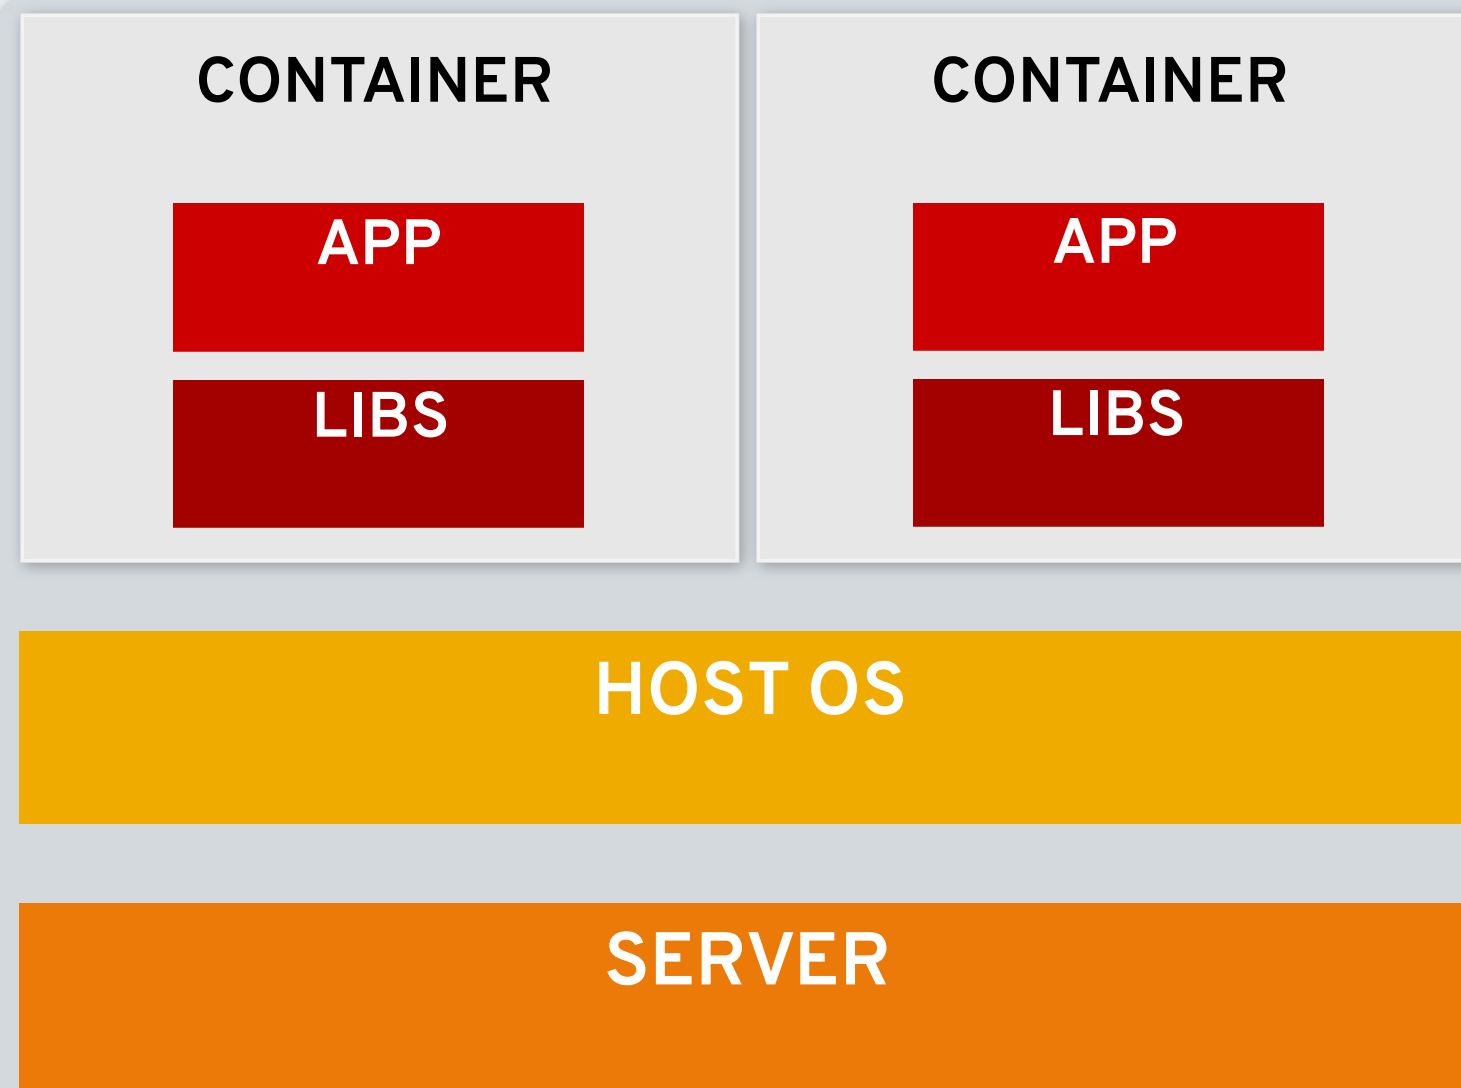 CONTAINER
APP
LIBS
CONTAINER
APP
LIBS
HOST OS
SERVER